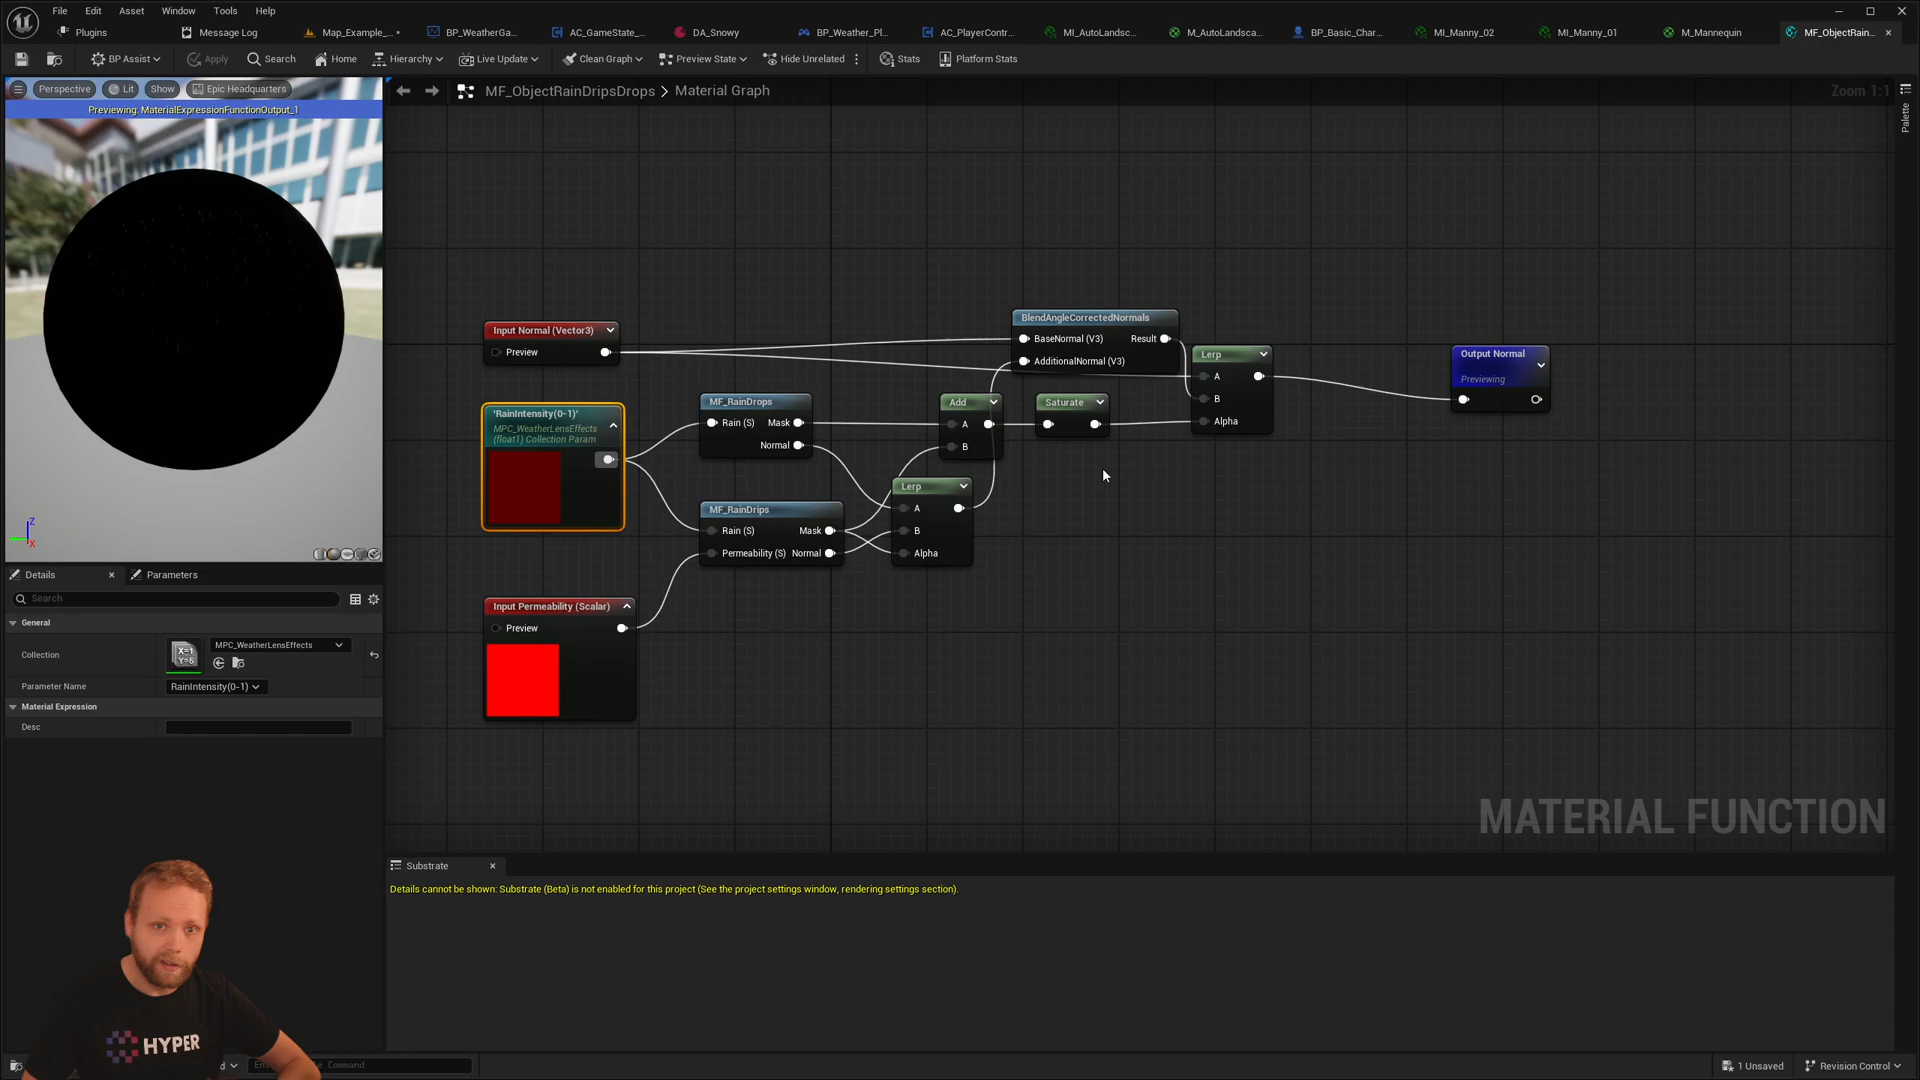 File Edit Asset Window Tools Help
Plugins Message Log Map_Example_... • BP_WeatherGa... AC_GameState_... DA_Snowy BP_Weather_Pl... AC_PlayerContr... MI_AutoLandsc... M_AutoLandsca... BP_Basic_Char... MI_Manny_02 MI_Manny_01 M_Mannequin MF_ObjectRain...
BP Assist Apply Search Home Hierarchy Live Update Clean Graph Preview State Hide Unrelated Stats Platform Stats
Perspective Lit Show Epic Headquarters
Previewing: MaterialExpressionFunctionOutput_1
MF_ObjectRainDripsDrops > Material Graph
Zoom 1:1
Palette
Input Normal (Vector3)
Preview
'RainIntensity(0-1)'
MPC_WeatherLensEffects
(float1) Collection Param
Input Permeability (Scalar)
Preview
MF_RainDrops
Rain (S) Mask
Normal
MF_RainDrips
Rain (S) Mask
Permeability (S) Normal
Add
A
B
Lerp
A
B
Alpha
BlendAngleCorrectedNormals
BaseNormal (V3) Result
AdditionalNormal (V3)
Saturate
Lerp
A
B
Alpha
Output Normal
Previewing
MATERIAL FUNCTION
Z
X
Details Parameters
Search
General
Collection MPC_WeatherLensEffects
X=1
Y=5
Parameter Name RainIntensity(0-1)
Material Expression
Desc
Substrate
Details cannot be shown: Substrate (Beta) is not enabled for this project (See the project settings window, rendering settings section).
HYPER
Command
1 Unsaved Revision Control